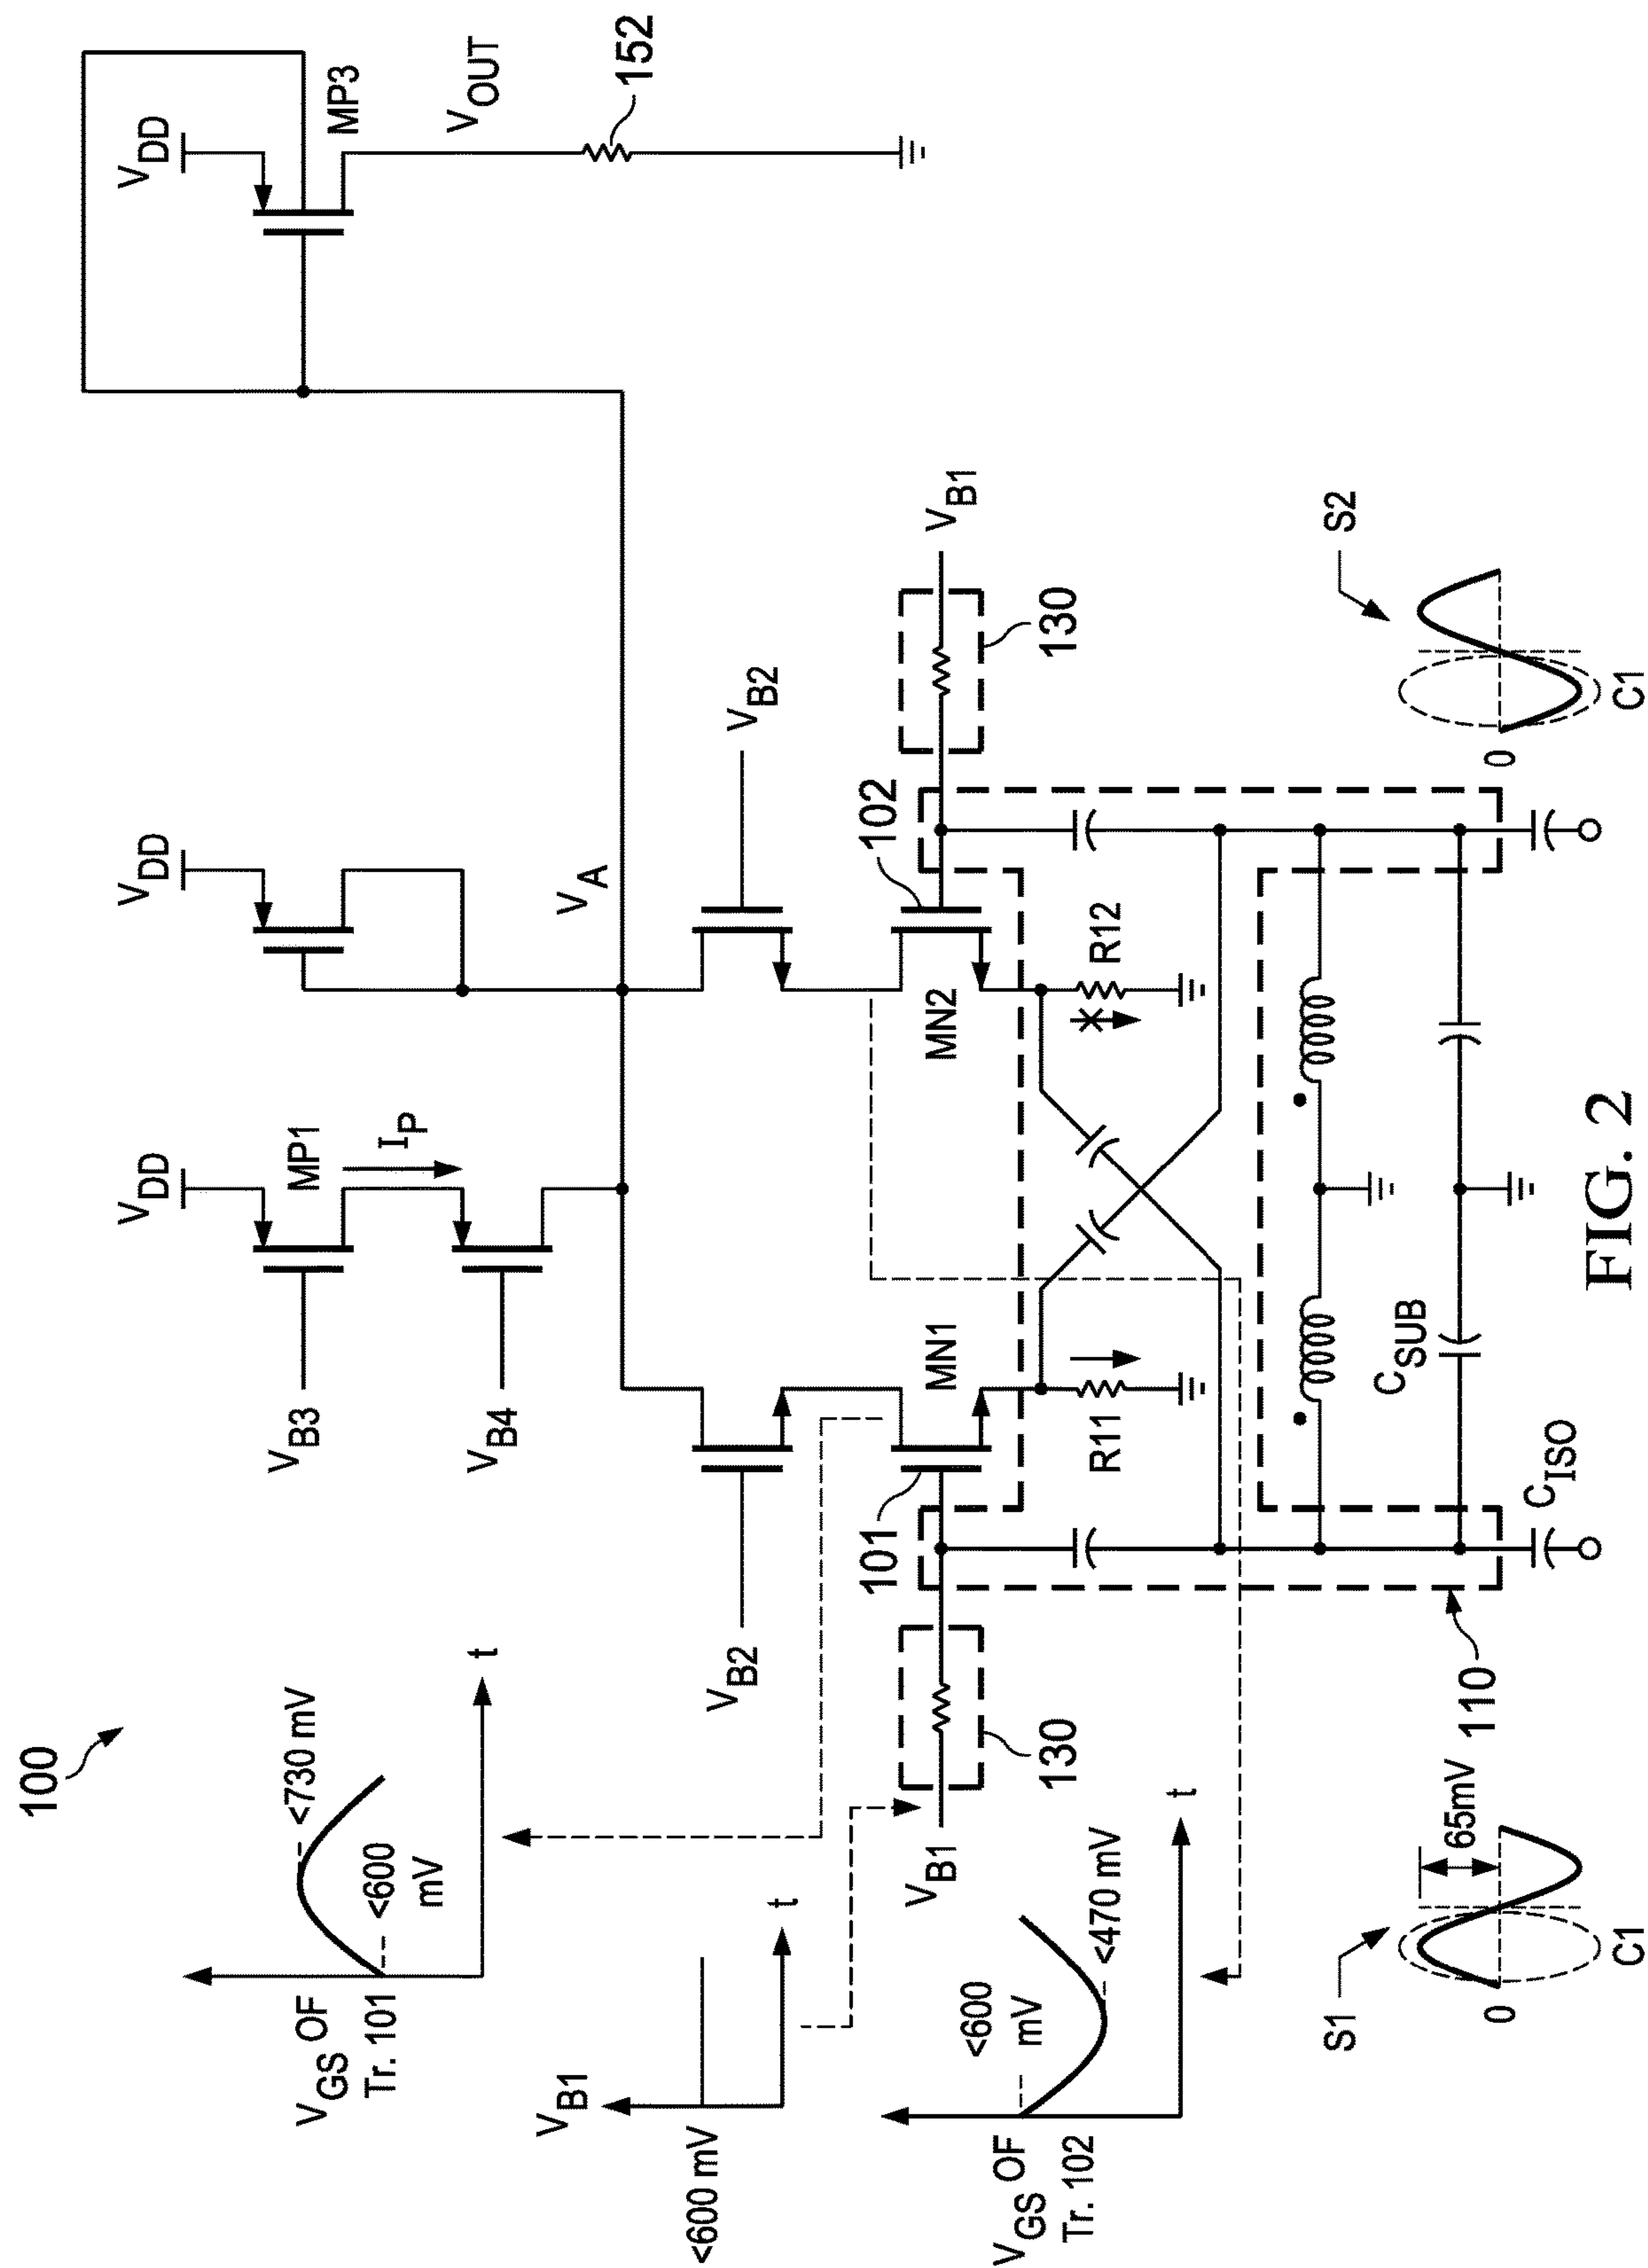 100
V_GS OF
Tr. 101
<730 mV
<600
mV
t
V_B1
<600 mV
t
V_GS OF
Tr. 102
<600
mV
<470 mV
t
V_DD
V_B3
MP1
I_P
V_B4
V_DD
V_A
V_DD
MP3
V_OUT
152
V_B2
V_B2
V_B1
130
101
MN1
R11
102
MN2
R12
V_B1
130
110
C_SUB
C_ISO
S1
65mV
0
C1
S2
0
C1
FIG. 2